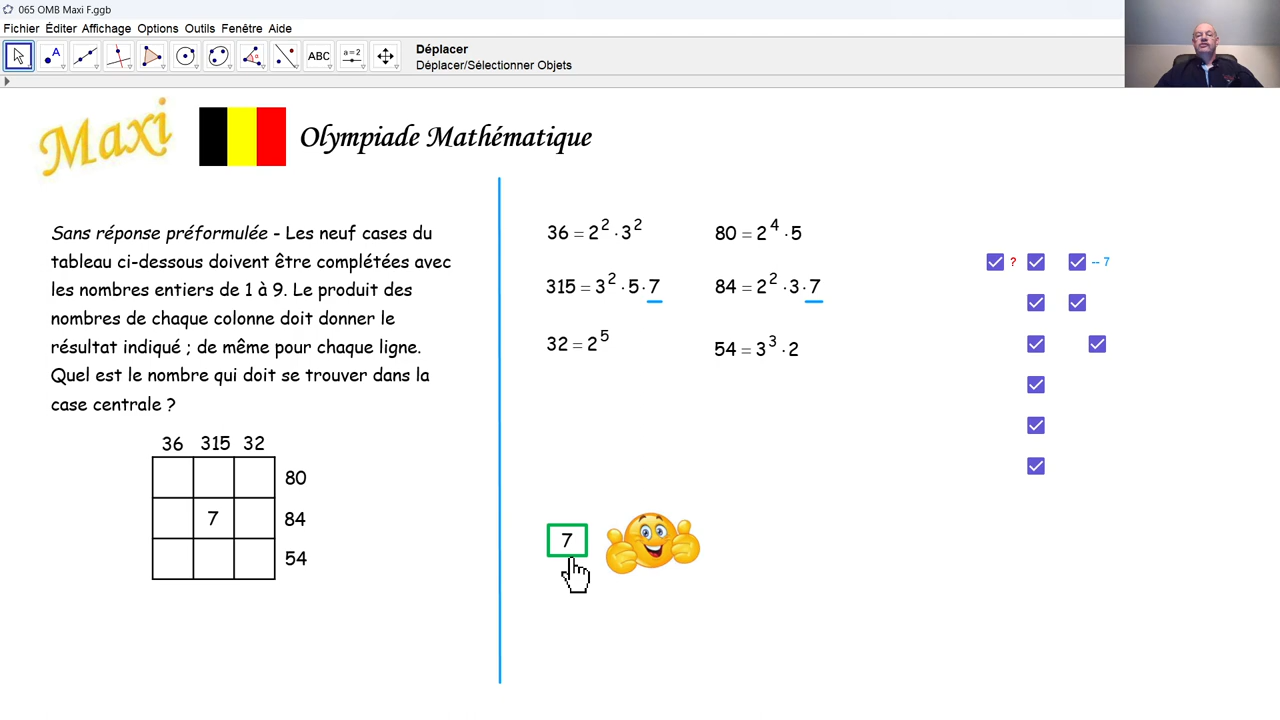 065 OMB Maxi F.ggb
Fichier Éditer Affichage Options Outils Fenêtre Aide
A ABC a=2 Déplacer
Déplacer/Sélectionner Objets
Maxi Olympiade Mathématique
Sans réponse préformulée - Les neuf cases du
tableau ci-dessous doivent être complétées avec
les nombres entiers de 1 à 9. Le produit des
nombres de chaque colonne doit donner le
résultat indiqué ; de même pour chaque ligne.
Quel est le nombre qui doit se trouver dans la
case centrale ?
36 315 32
80
7 84
54
36 = 2² · 3² 80 = 2⁴ · 5
315 = 3² · 5 · 7 84 = 2² · 3 · 7
32 = 2⁵ 54 = 3³ · 2
7
? -- 7